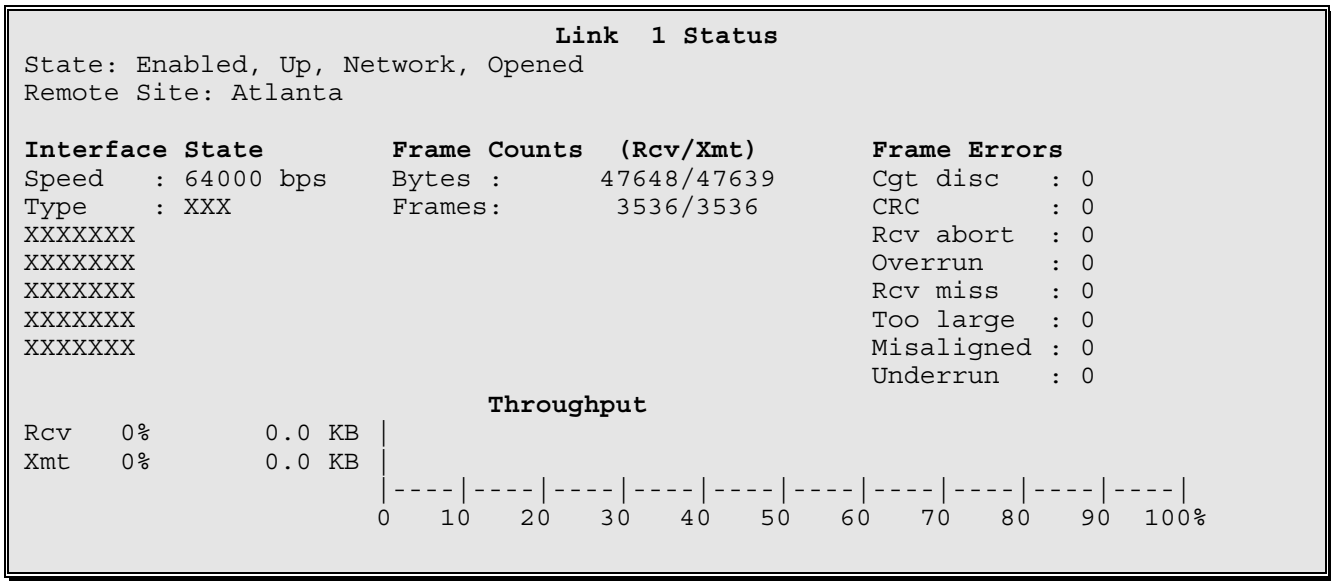 Link  1 Status
State: Enabled, Up, Network, Opened
Remote Site: Atlanta
Interface State        Frame Counts  (Rcv/Xmt)       Frame Errors
Speed   : 64000 bps    Bytes :      47648/47639      Cgt disc   : 0
Type    : XXX          Frames:       3536/3536       CRC        : 0
XXXXXXX                                              Rcv abort  : 0
XXXXXXX                                              Overrun    : 0
XXXXXXX                                              Rcv miss   : 0
XXXXXXX                                              Too large  : 0
XXXXXXX                                              Misaligned : 0
Underrun   : 0
Throughput
Rcv   0%       0.0 KB |
Xmt   0%       0.0 KB |
|----|----|----|----|----|----|----|----|----|----|
0   10   20   30   40   50   60   70   80   90  100%